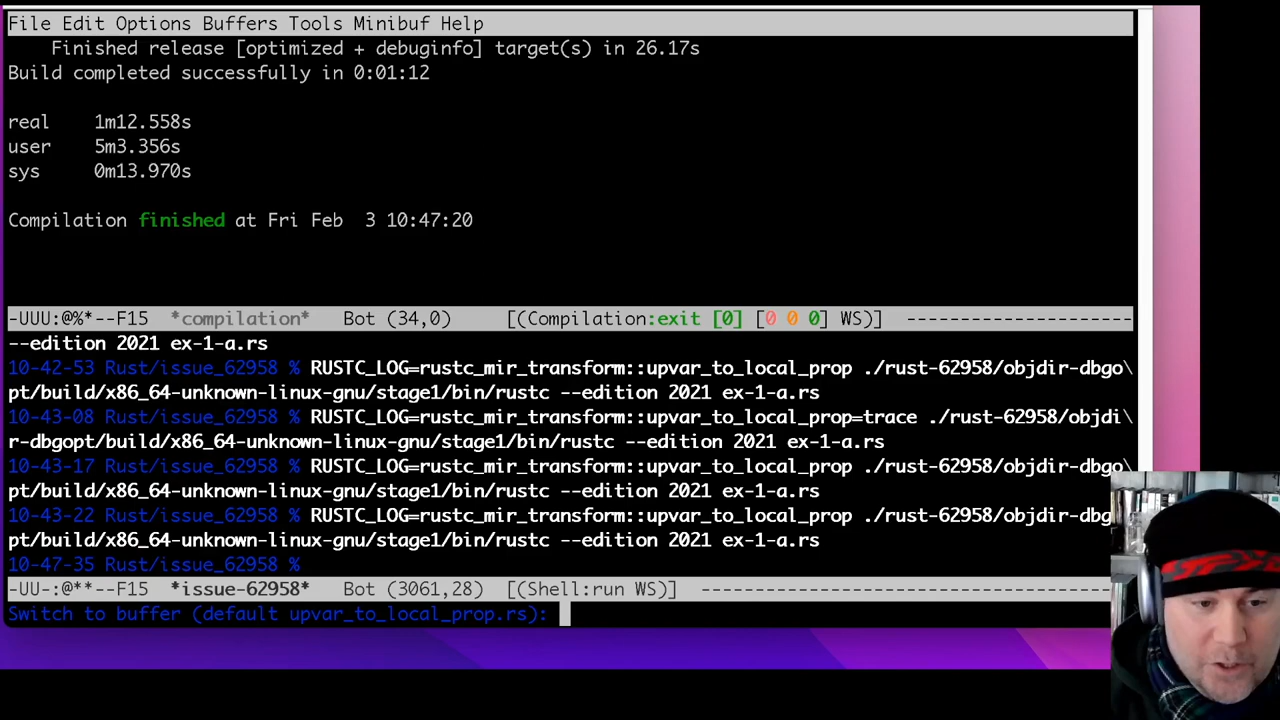 File Edit Options Buffers Tools Minibuf Help
    Finished release [optimized + debuginfo] target(s) in 26.17s
Build completed successfully in 0:01:12
real    1m12.558s
user    5m3.356s
sys     0m13.970s
Compilation finished at Fri Feb  3 10:47:20
-UUU:@%*--F15  *compilation*   Bot (34,0)     [(Compilation:exit [0] [0 0 0] WS)] ---------------------
--edition 2021 ex-1-a.rs
10-42-53 Rust/issue_62958 % RUSTC_LOG=rustc_mir_transform::upvar_to_local_prop ./rust-62958/objdir-dbgo\
pt/build/x86_64-unknown-linux-gnu/stage1/bin/rustc --edition 2021 ex-1-a.rs
10-43-08 Rust/issue_62958 % RUSTC_LOG=rustc_mir_transform::upvar_to_local_prop=trace ./rust-62958/objdi\
r-dbgopt/build/x86_64-unknown-linux-gnu/stage1/bin/rustc --edition 2021 ex-1-a.rs
10-43-17 Rust/issue_62958 % RUSTC_LOG=rustc_mir_transform::upvar_to_local_prop ./rust-62958/objdir-dbgo\
pt/build/x86_64-unknown-linux-gnu/stage1/bin/rustc --edition 2021 ex-1-a.rs
10-43-22 Rust/issue_62958 % RUSTC_LOG=rustc_mir_transform::upvar_to_local_prop ./rust-62958/objdir-dbg
pt/build/x86_64-unknown-linux-gnu/stage1/bin/rustc --edition 2021 ex-1-a.rs
10-47-35 Rust/issue_62958 %
-UU-:@**--F15  *issue-62958*   Bot (3061,28)  [(Shell:run WS)] ---------------------------------------
Switch to buffer (default upvar_to_local_prop.rs):